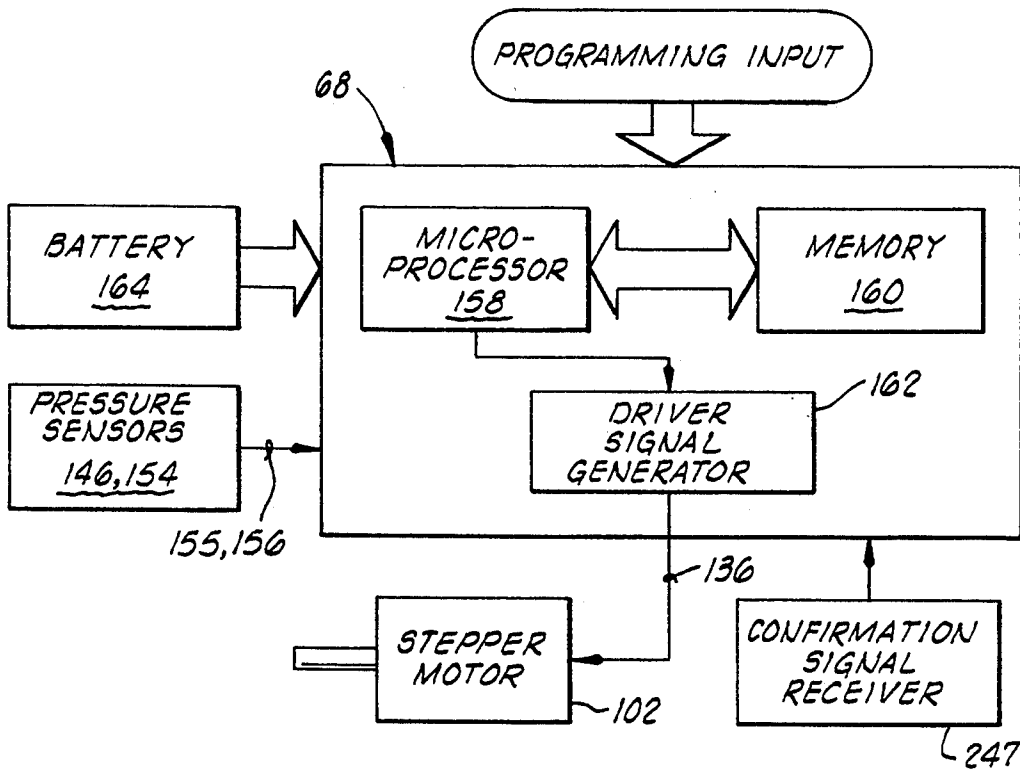 PROGRAMMING INPUT
68
BATTERY
164
MICRO-
PROCESSOR
158
MEMORY
160
PRESSURE
SENSORS
146,154
155,156
DRIVER
SIGNAL
GENERATOR
162
136
STEPPER
MOTOR
102
CONFIRMATION
SIGNAL
RECEIVER
247